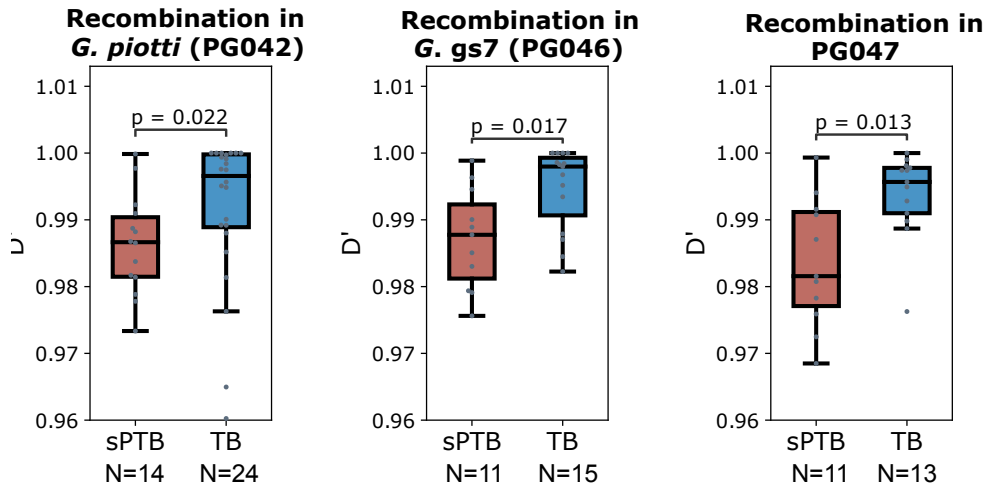 Recombination in
G. piotti (PG042)
D'
1.01
1.00
0.99
0.98
0.97
0.96
p = 0.022
sPTB TB
N=14 N=24
Recombination in
G. gs7 (PG046)
D'
1.01
1.00
0.99
0.98
0.97
0.96
p = 0.017
sPTB TB
N=11 N=15
Recombination in
PG047
D'
1.01
1.00
0.99
0.98
0.97
0.96
p = 0.013
sPTB TB
N=11 N=13